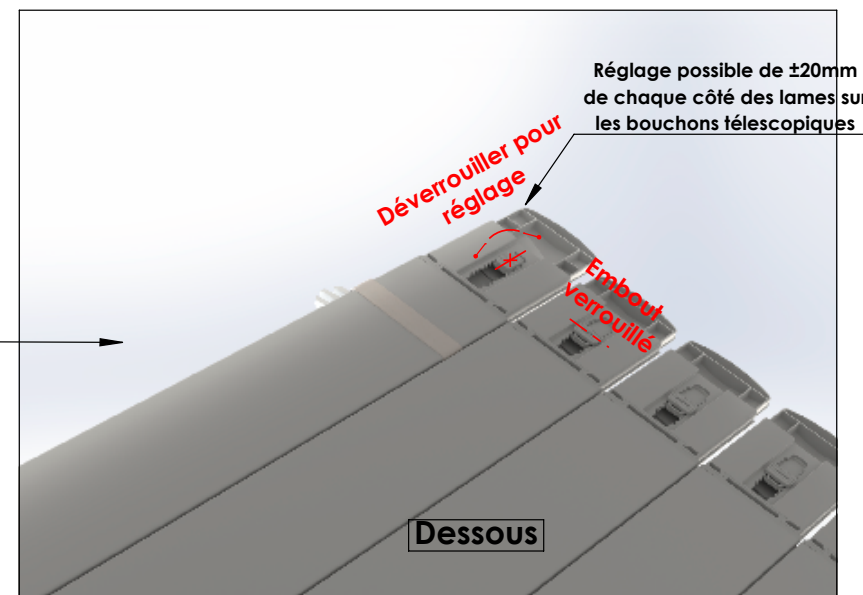 Réglage possible de ±20mm
de chaque côté des lames sur
les bouchons télescopiques
Déverrouiller pour
réglage
Embout
verrouillé
Dessous